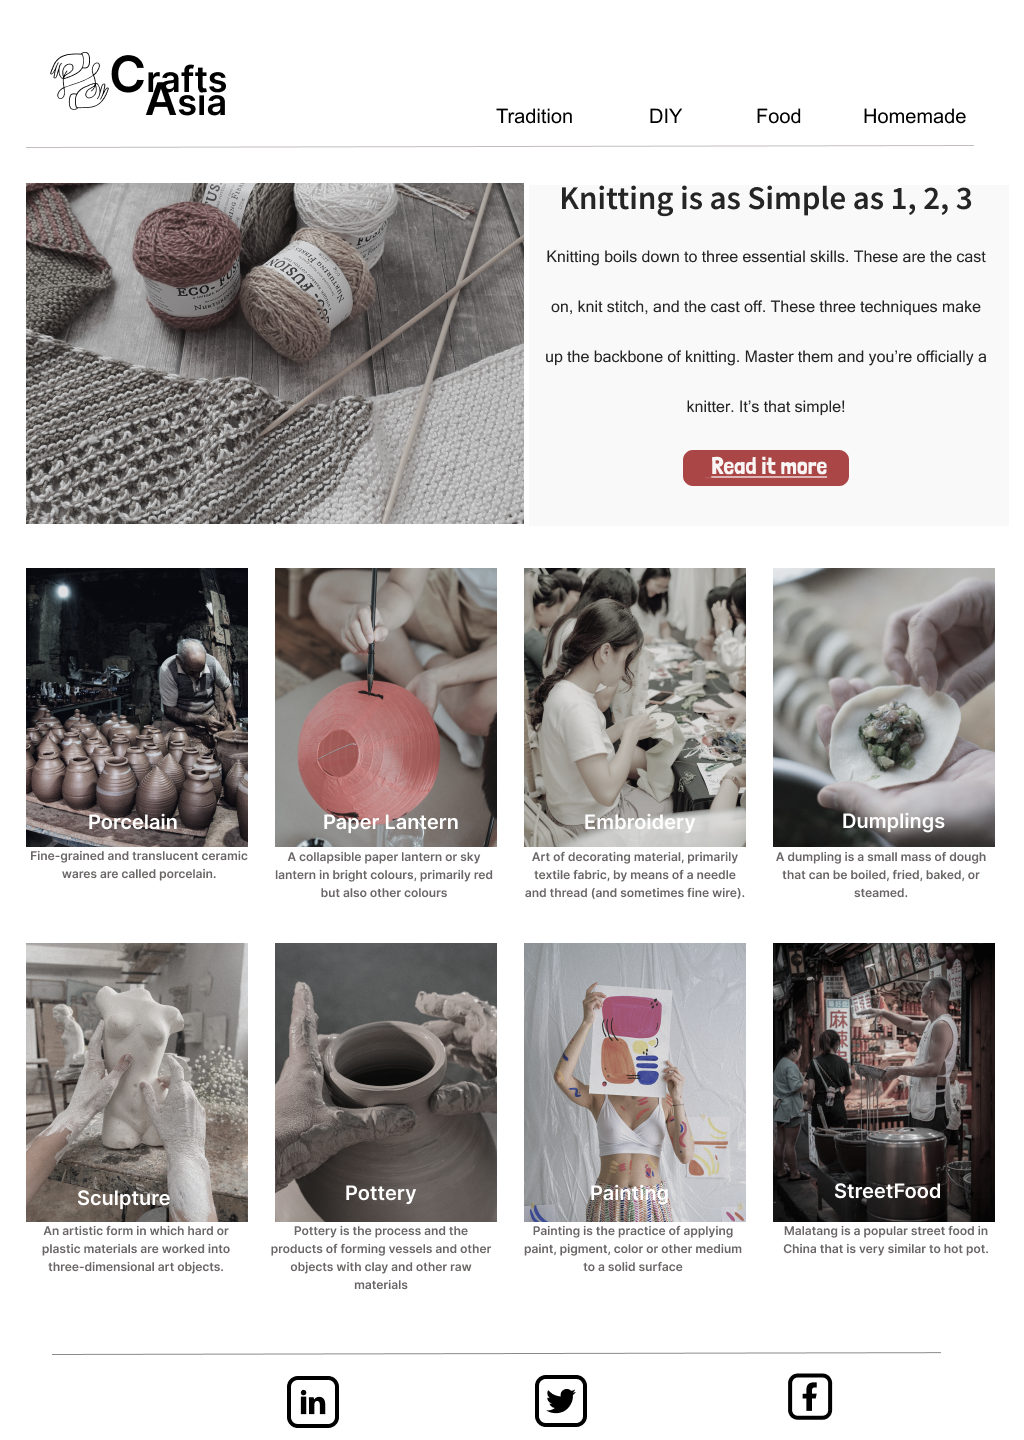 Crafts
Asia
Tradition DIY Food Homemade
Knitting is as Simple as 1, 2, 3
Knitting boils down to three essential skills. These are the cast
on, knit stitch, and the cast off. These three techniques make
up the backbone of knitting. Master them and you’re officially a
knitter. It’s that simple!
Read it more
ECO-FUSION
Porcelain
Fine-grained and translucent ceramic
wares are called porcelain.
Paper Lantern
A collapsible paper lantern or sky
lantern in bright colours, primarily red
but also other colours
Embroidery
Art of decorating material, primarily
textile fabric, by means of a needle
and thread (and sometimes fine wire).
Dumplings
A dumpling is a small mass of dough
that can be boiled, fried, baked, or
steamed.
Sculpture
An artistic form in which hard or
plastic materials are worked into
three-dimensional art objects.
Pottery
Pottery is the process and the
products of forming vessels and other
objects with clay and other raw
materials
Painting
Painting is the practice of applying
paint, pigment, color or other medium
to a solid surface
麻辣
StreetFood
Malatang is a popular street food in
China that is very similar to hot pot.
in
f